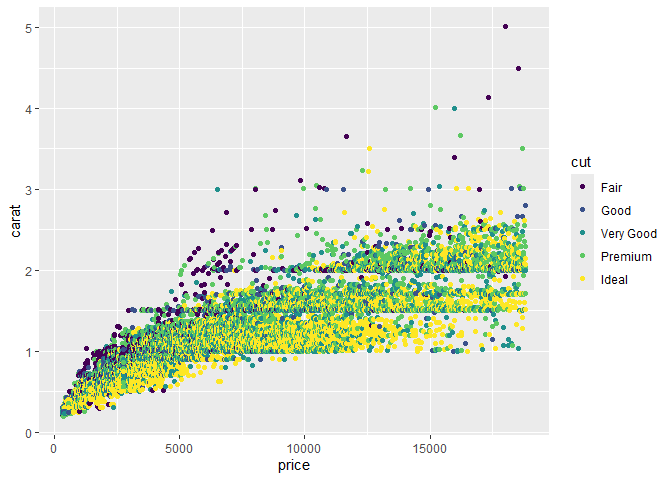 5
4
3
2
1
0
carat
0 5000 10000 15000
price
cut
Fair
Good
Very Good
Premium
Ideal